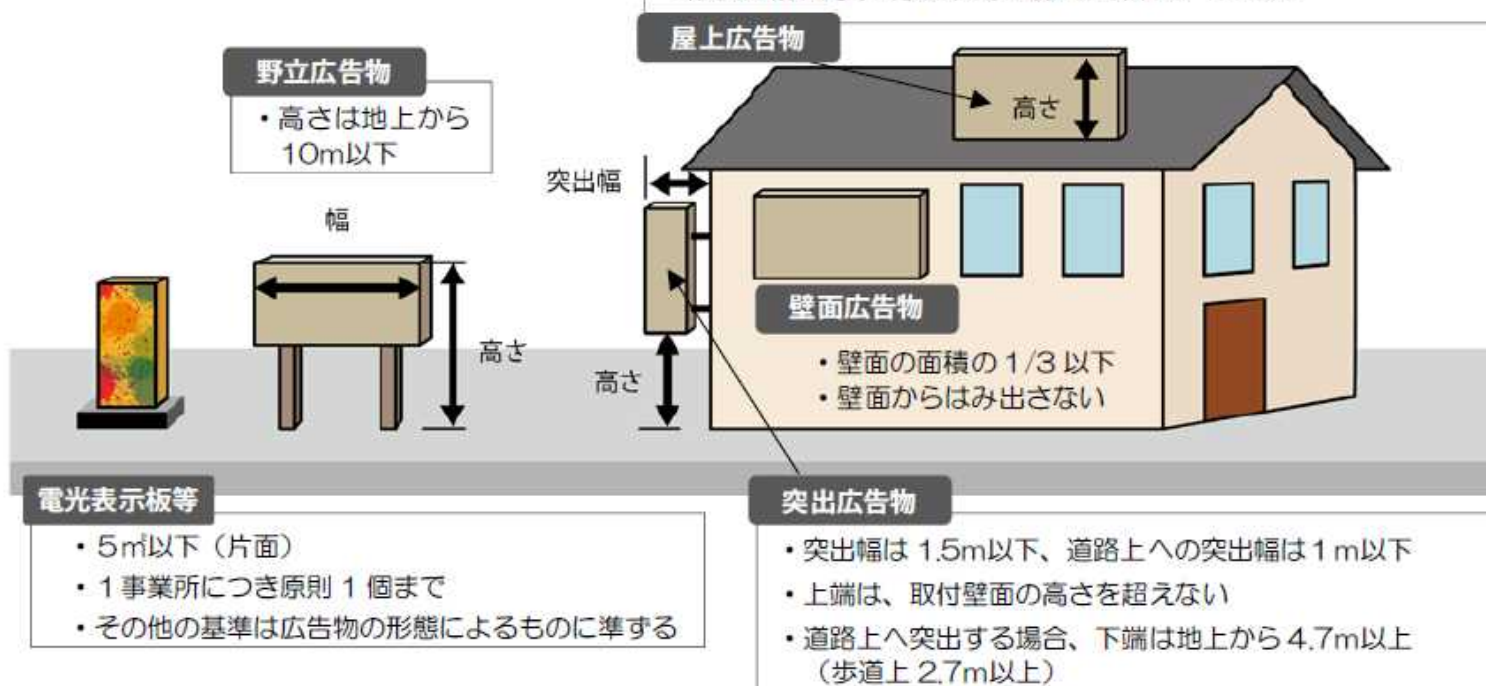 屋上広告物
野立広告物
・高さは地上から
10m以下
高さ
突出幅
幅
壁面広告物
高さ
・壁面の面積の 1/3 以下
高さ
・壁面からはみ出さない
電光表示板等
・5㎡以下（片面）
・1事業所につき原則 1 個まで
・その他の基準は広告物の形態によるものに準ずる
突出広告物
・突出幅は 1.5m以下、道路上への突出幅は1m以下
・上端は、取付壁面の高さを超えない
・道路上へ突出する場合、下端は地上から 4.7m以上
（歩道上 2.7m以上）